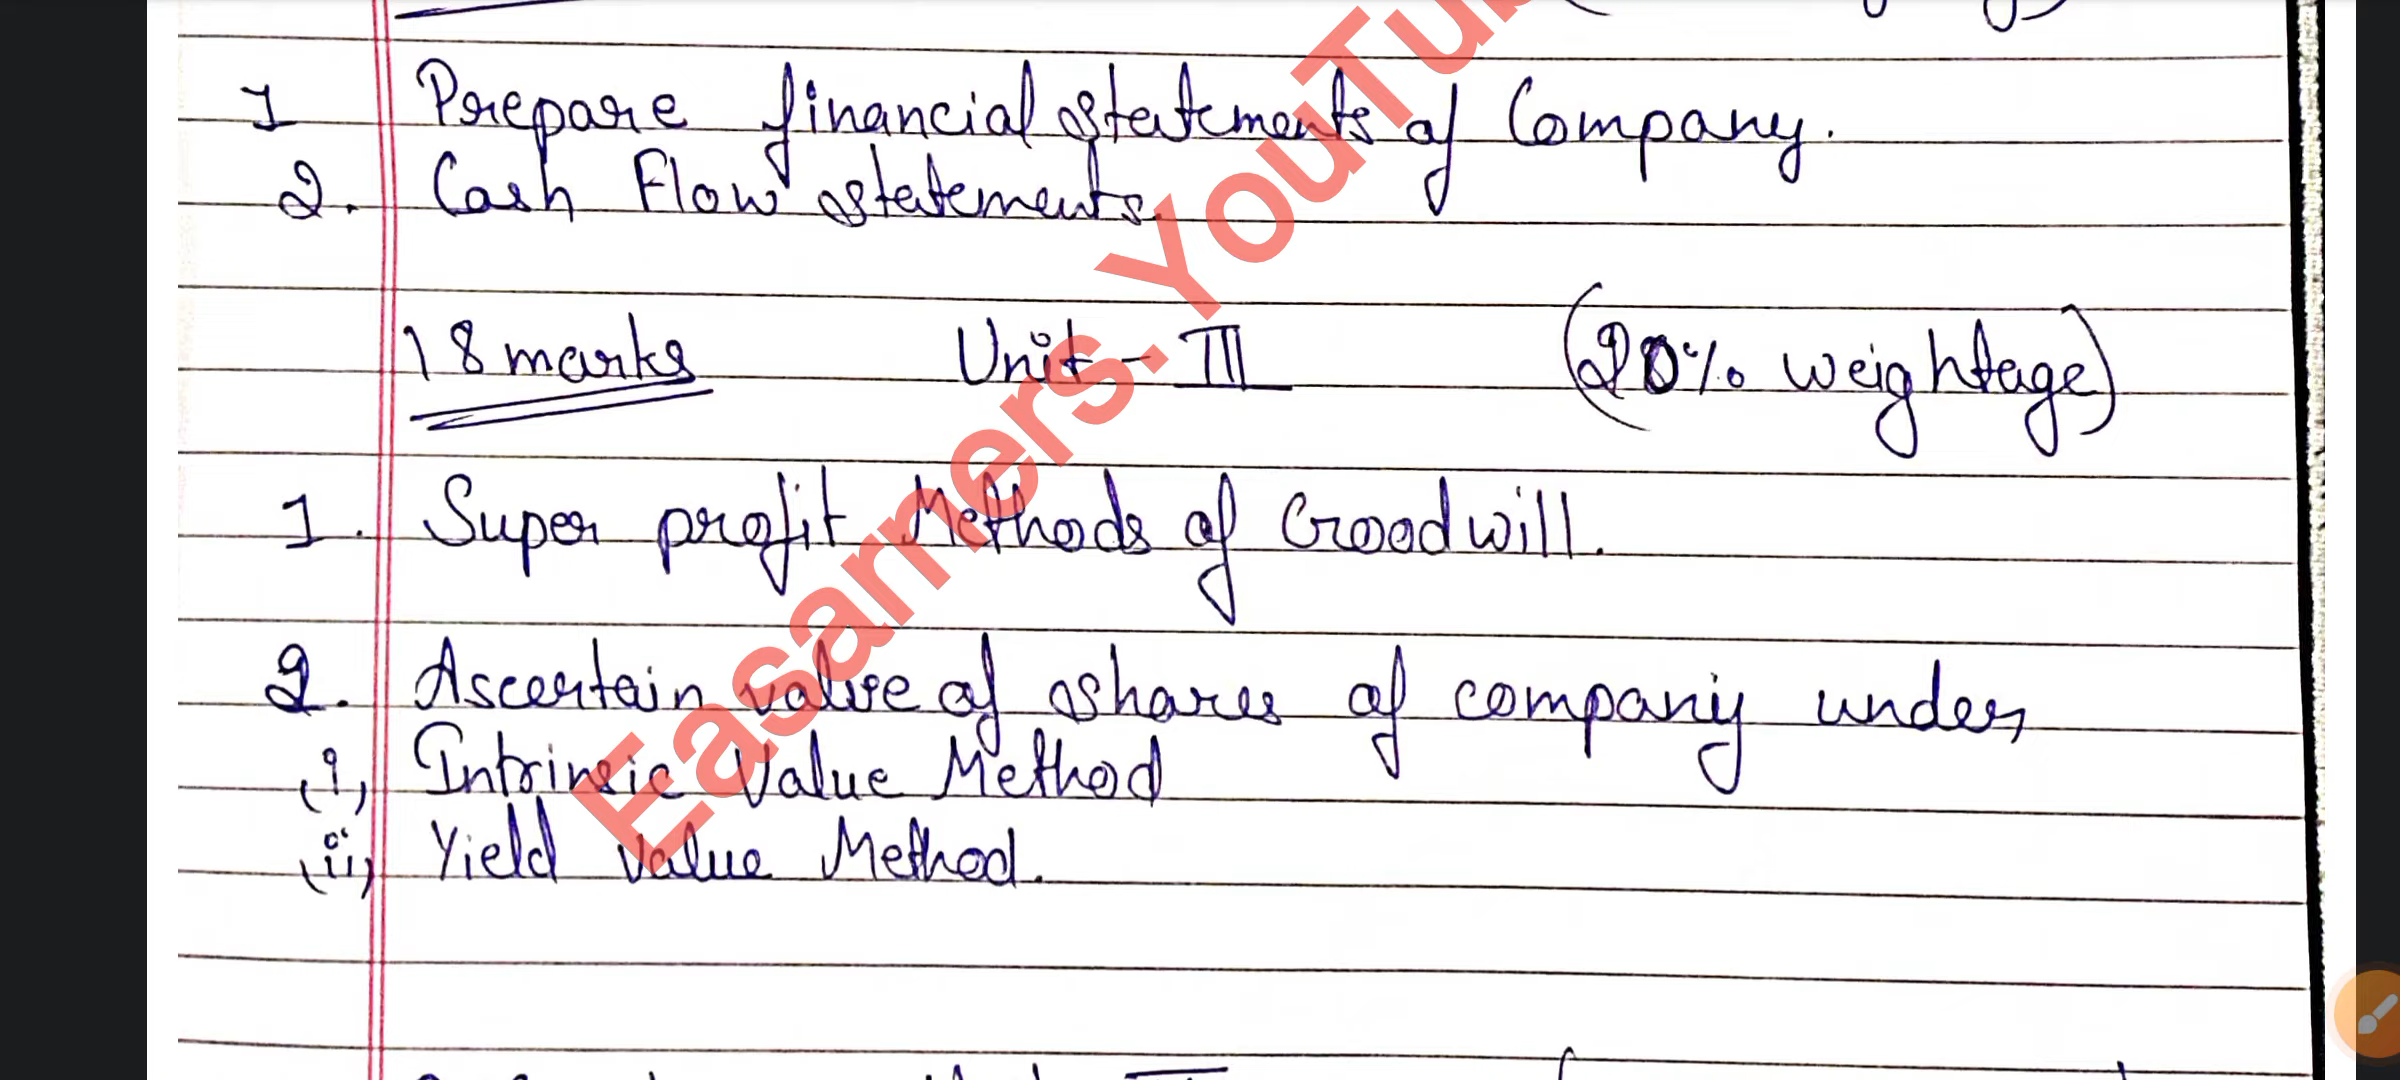 1 Prepare financial statements of Company.
2. Cash Flow statements.
18 marks Unit - III (20% weightage)
1. Super profit Methods of Goodwill.
2. Ascertain value of shares of company under,
(i) Intrinsic Value Method
(ii) Yield Value Method.
Easarners. YouTu